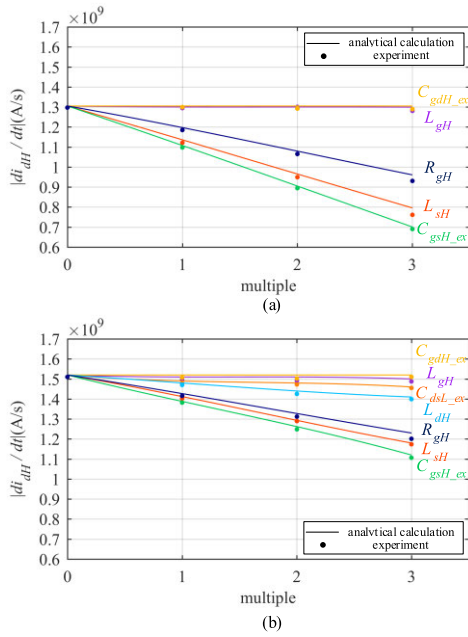 ×10⁹
1.7
1.6
1.5
1.4
1.3
1.2
1.1
1
0.9
0.8
0.7
0.6
|di_dH / dt|(A/s)
analytical calculation
experiment
C_gdH_ex
L_gH
R_gH
L_sH
C_gsH_ex
0 1 2 3
multiple
(a)
×10⁹
1.7
1.6
1.5
1.4
1.3
1.2
1.1
1
0.9
0.8
0.7
0.6
|di_dH / dt|(A/s)
C_gdH_ex
L_gH
C_dsL_ex
L_dH
R_gH
L_sH
C_gsH_ex
analytical calculation
experiment
0 1 2 3
multiple
(b)